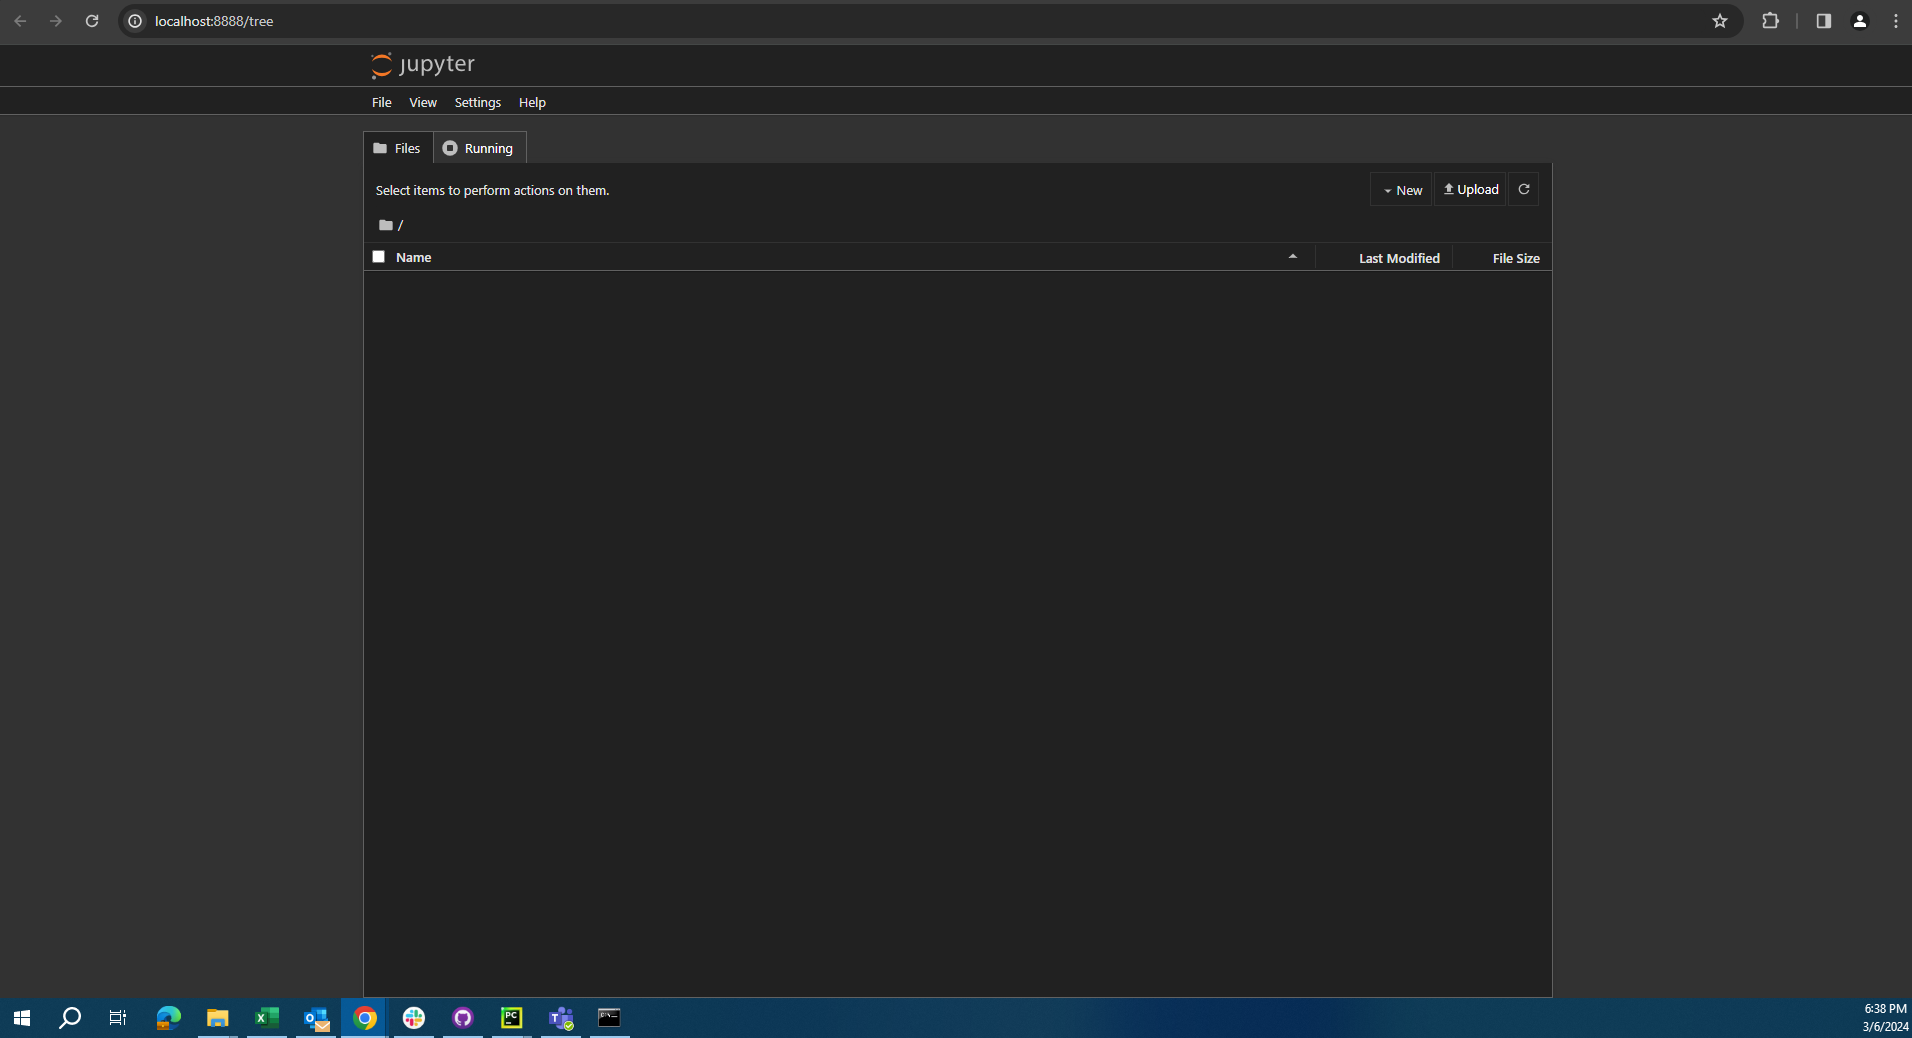 localhost:8888/tree
jupyter
File View Settings Help
Files Running
Select items to perform actions on them.
New Upload
/
Name Last Modified File Size
6:38 PM
3/6/2024